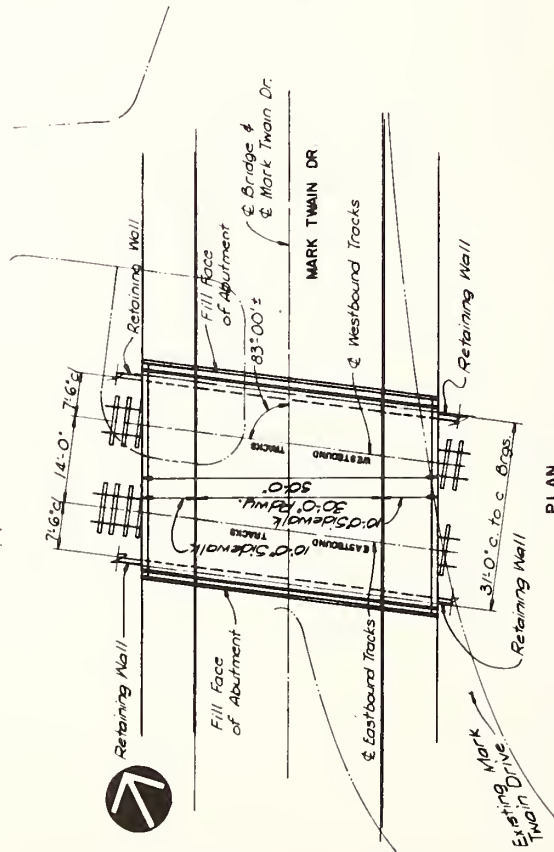 Retaining Wall
Fill Face
of Abutment
℄ Bridge &
℄ Mark Twain Dr.
MARK TWAIN DR
℄ Westbound Tracks
Retaining Wall
83°00'±
7'-6" cl
14'-0"
7'-6" cl
WESTBOUND
TRACKS
50'-0"
30'-0" Rdwy.
10'-0" Sidewalk
10'-0" Sidewalk
EASTBOUND
TRACKS
Retaining Wall
Fill Face
of Abutment
℄ Eastbound Tracks
31'-0" c. to c. Brgs.
Retaining Wall
Existing Mark
Twain Drive
PLAN